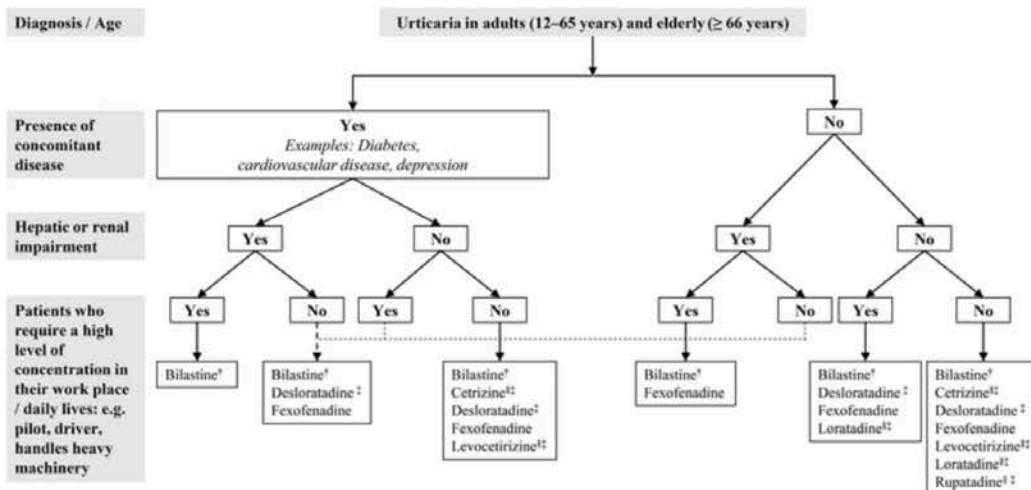 Diagnosis / Age
Urticaria in adults (12–65 years) and elderly (≥ 66 years)
Presence of
concomitant
disease
Yes
Examples: Diabetes,
cardiovascular disease, depression
No
Hepatic or renal
impairment
Yes
No
Yes
No
Patients who
require a high
level of
concentration in
their work place
/ daily lives: e.g.
pilot, driver,
handles heavy
machinery
Yes
No
Yes
No
Yes
No
Yes
No
Bilastine†
Bilastine†
Desloratadine ‡
Fexofenadine
Bilastine†
Cetrizine§‡
Desloratadine‡
Fexofenadine
Levocetirizine§‡
Bilastine†
Fexofenadine
Bilastine†
Desloratadine ‡
Fexofenadine
Loratadine§‡
Bilastine†
Cetrizine§‡
Desloratadine ‡
Fexofenadine
Levocetirizine§‡
Loratadine§‡
Rupatadine§ ‡